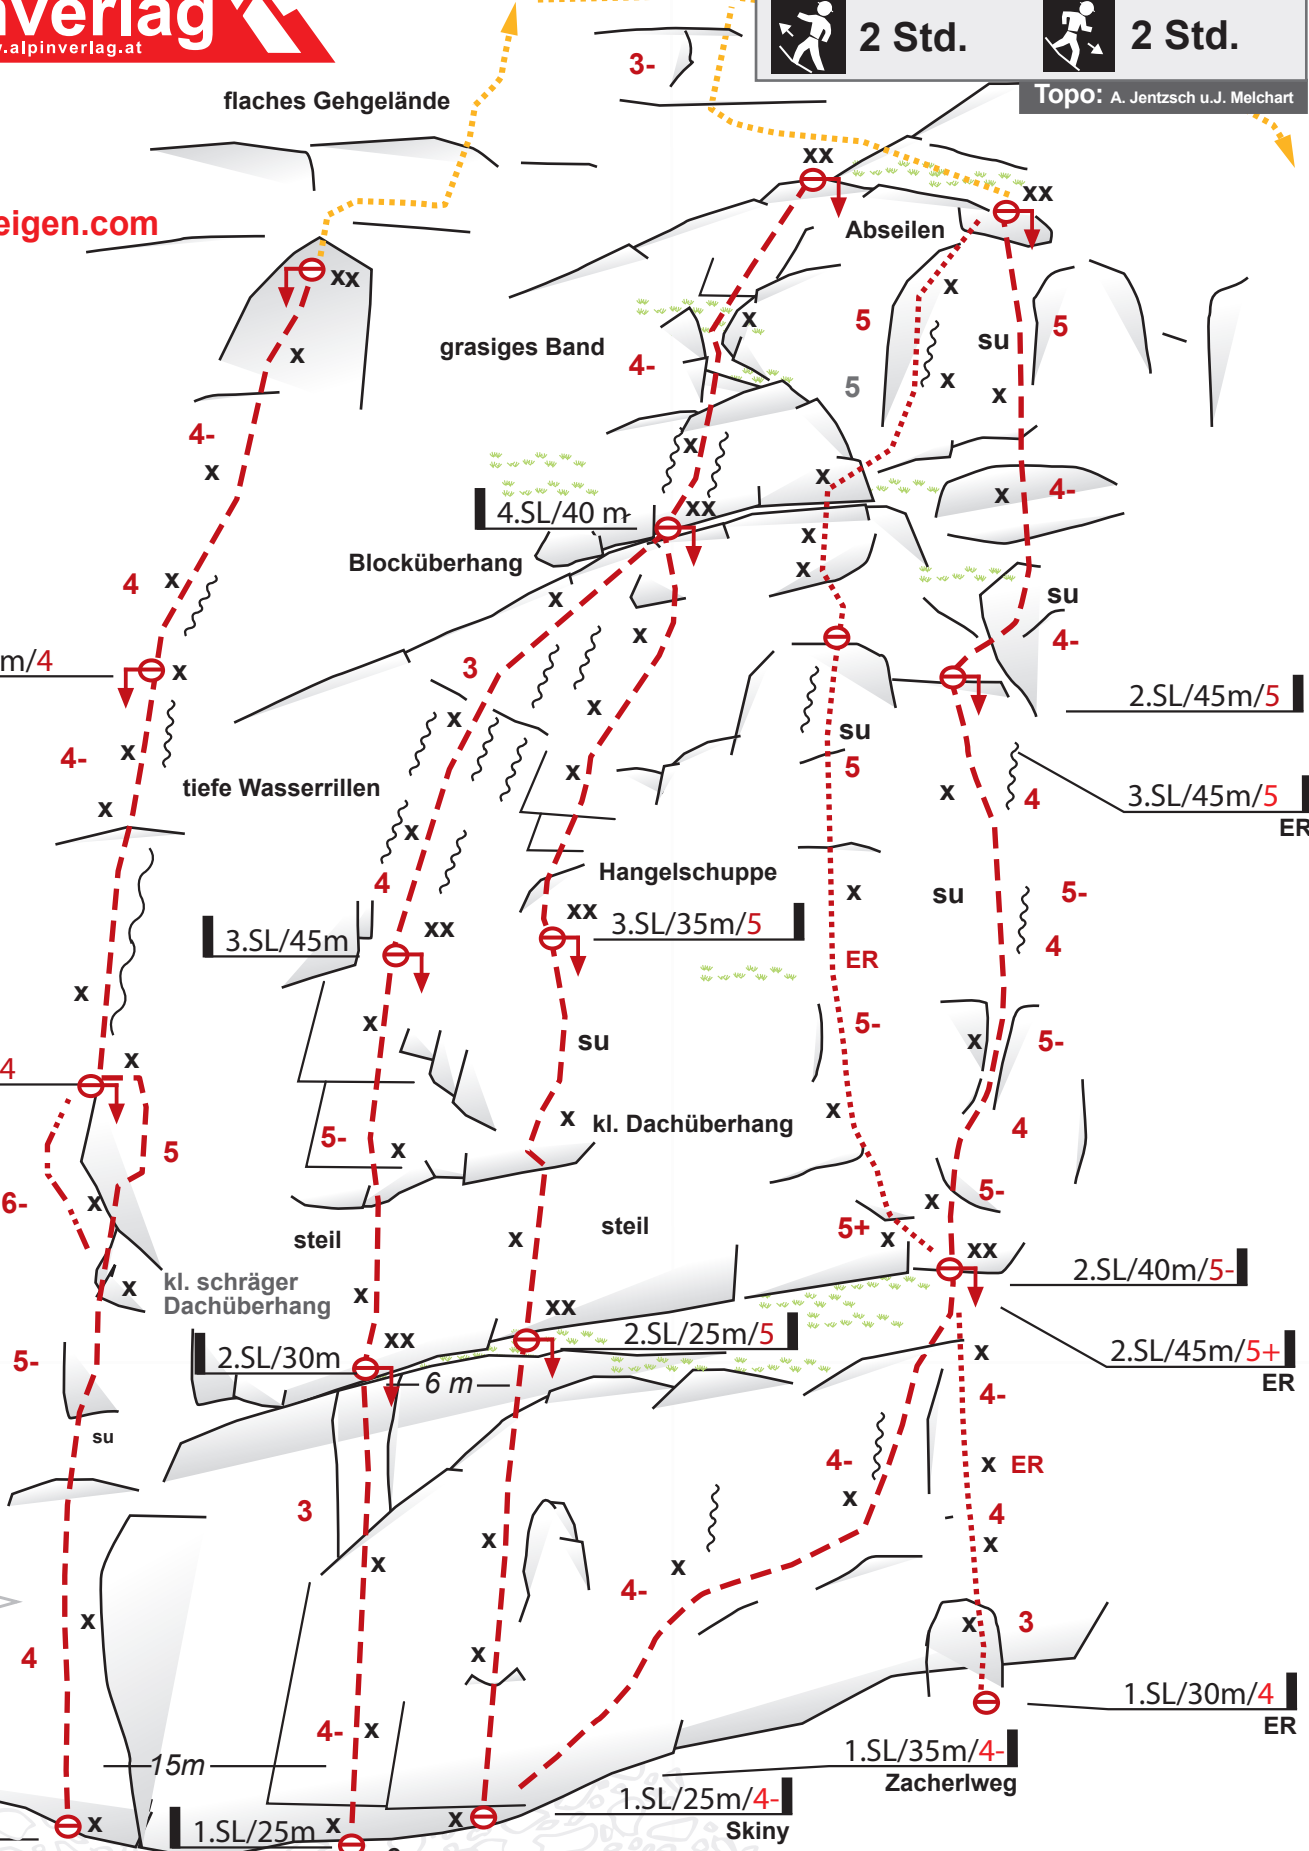 verlag
.alpinverlag.at
2 Std.
2 Std.
Topo: A. Jentzsch u.J. Melchart
3-
flaches Gehgelände
eigen.com
xx
xx
xx
Abseilen
x
x
x
5
su
5
grasiges Band
4-
5
x
x
x
4-
x
x
x
x
4-
4.SL/40 m
xx
x
Blocküberhang
x
4
x
x
x
su
4-
m/4
x
3
2.SL/45m/5
x
x
su
4-
x
5
x
tiefe Wasserrillen
x
x
4
3.SL/45m/5
ER
x
Hangelschuppe
4
x
su
5-
xx
3.SL/35m/5
xx
3.SL/45m
4
ER
x
x
5-
su
x
5-
4
x
x
kl. Dachüberhang
x
4
5-
x
5
6-
x
x
5-
steil
5+
x
steil
x
xx
kl. schräger
Dachüberhang
x
x
2.SL/40m/5-
xx
xx
2.SL/25m/5
2.SL/30m
x
2.SL/45m/5+
ER
5-
6 m
4-
su
4-
x
ER
x
3
4
x
x
x
x
4-
x
x
3
4
x
4-
x
1.SL/30m/4
ER
15m
1.SL/35m/4-
Zacherlweg
1.SL/25m/4-
Skiny
x
1.SL/25m
x
x